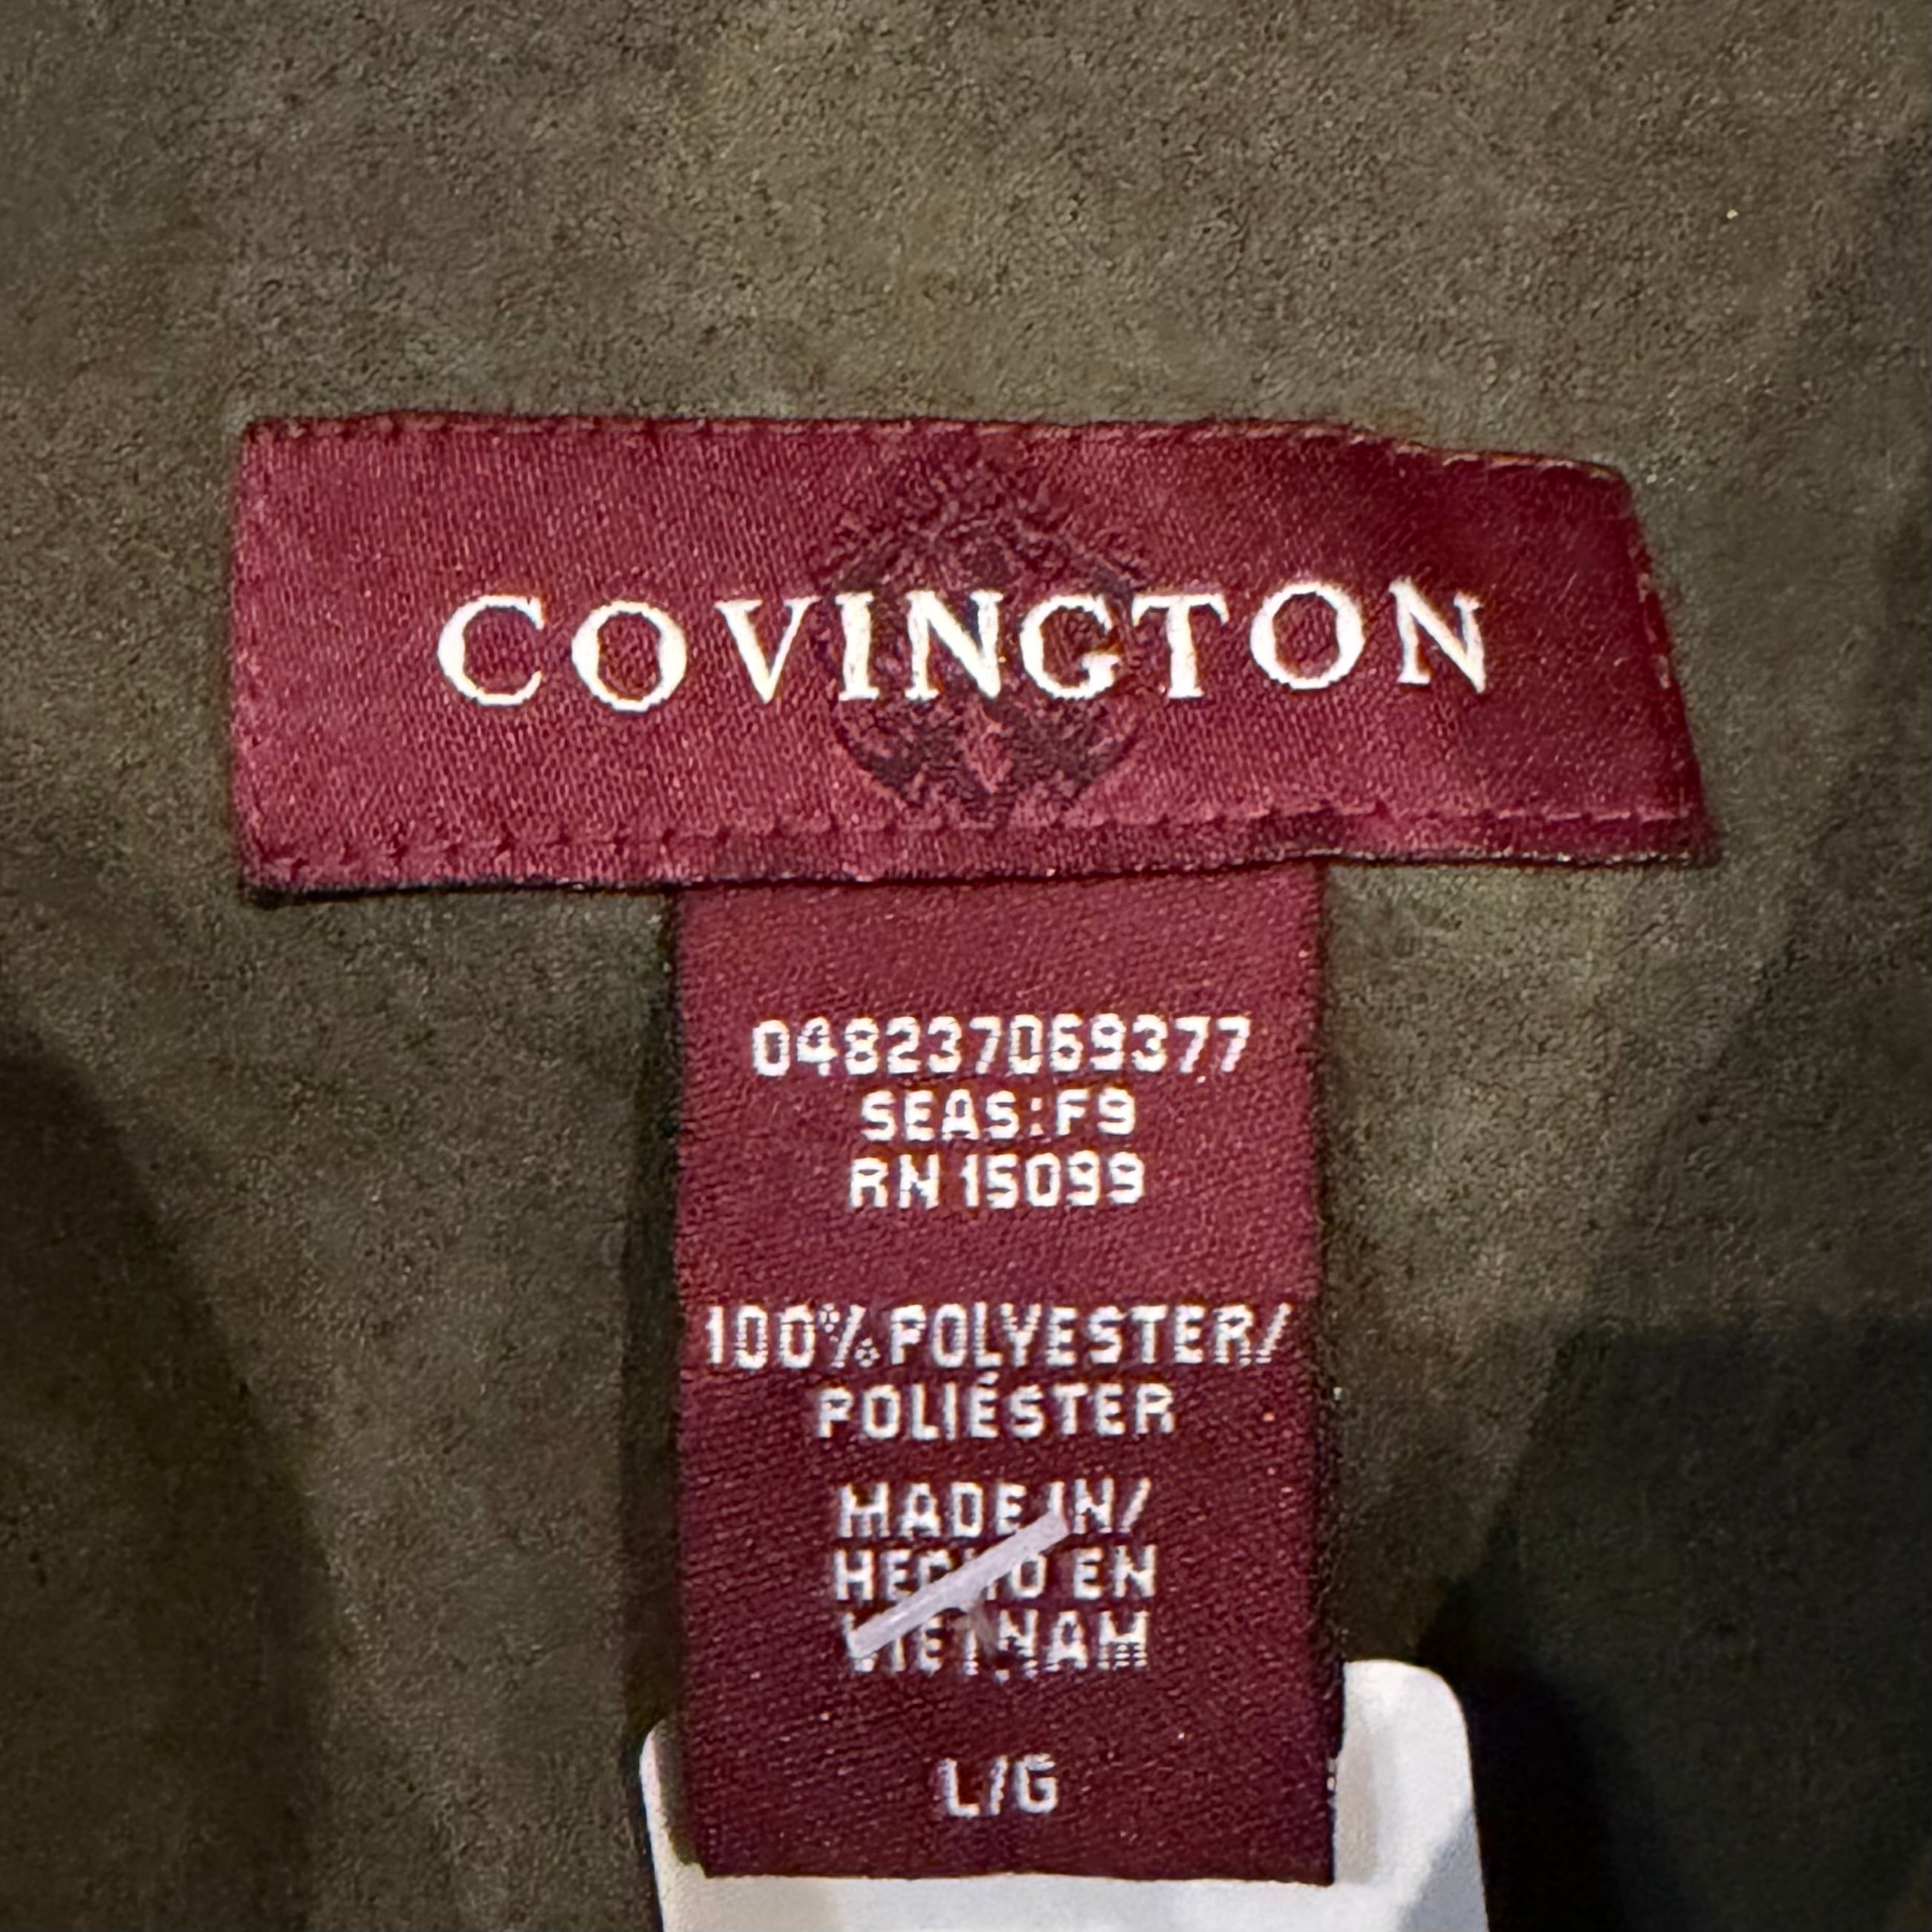 COVINGTON
048237069377
SEAS:F9
RN 15099
100% POLYESTER/
POLIÉSTER
MADE IN/
HECHO EN
VIETNAM
L/G